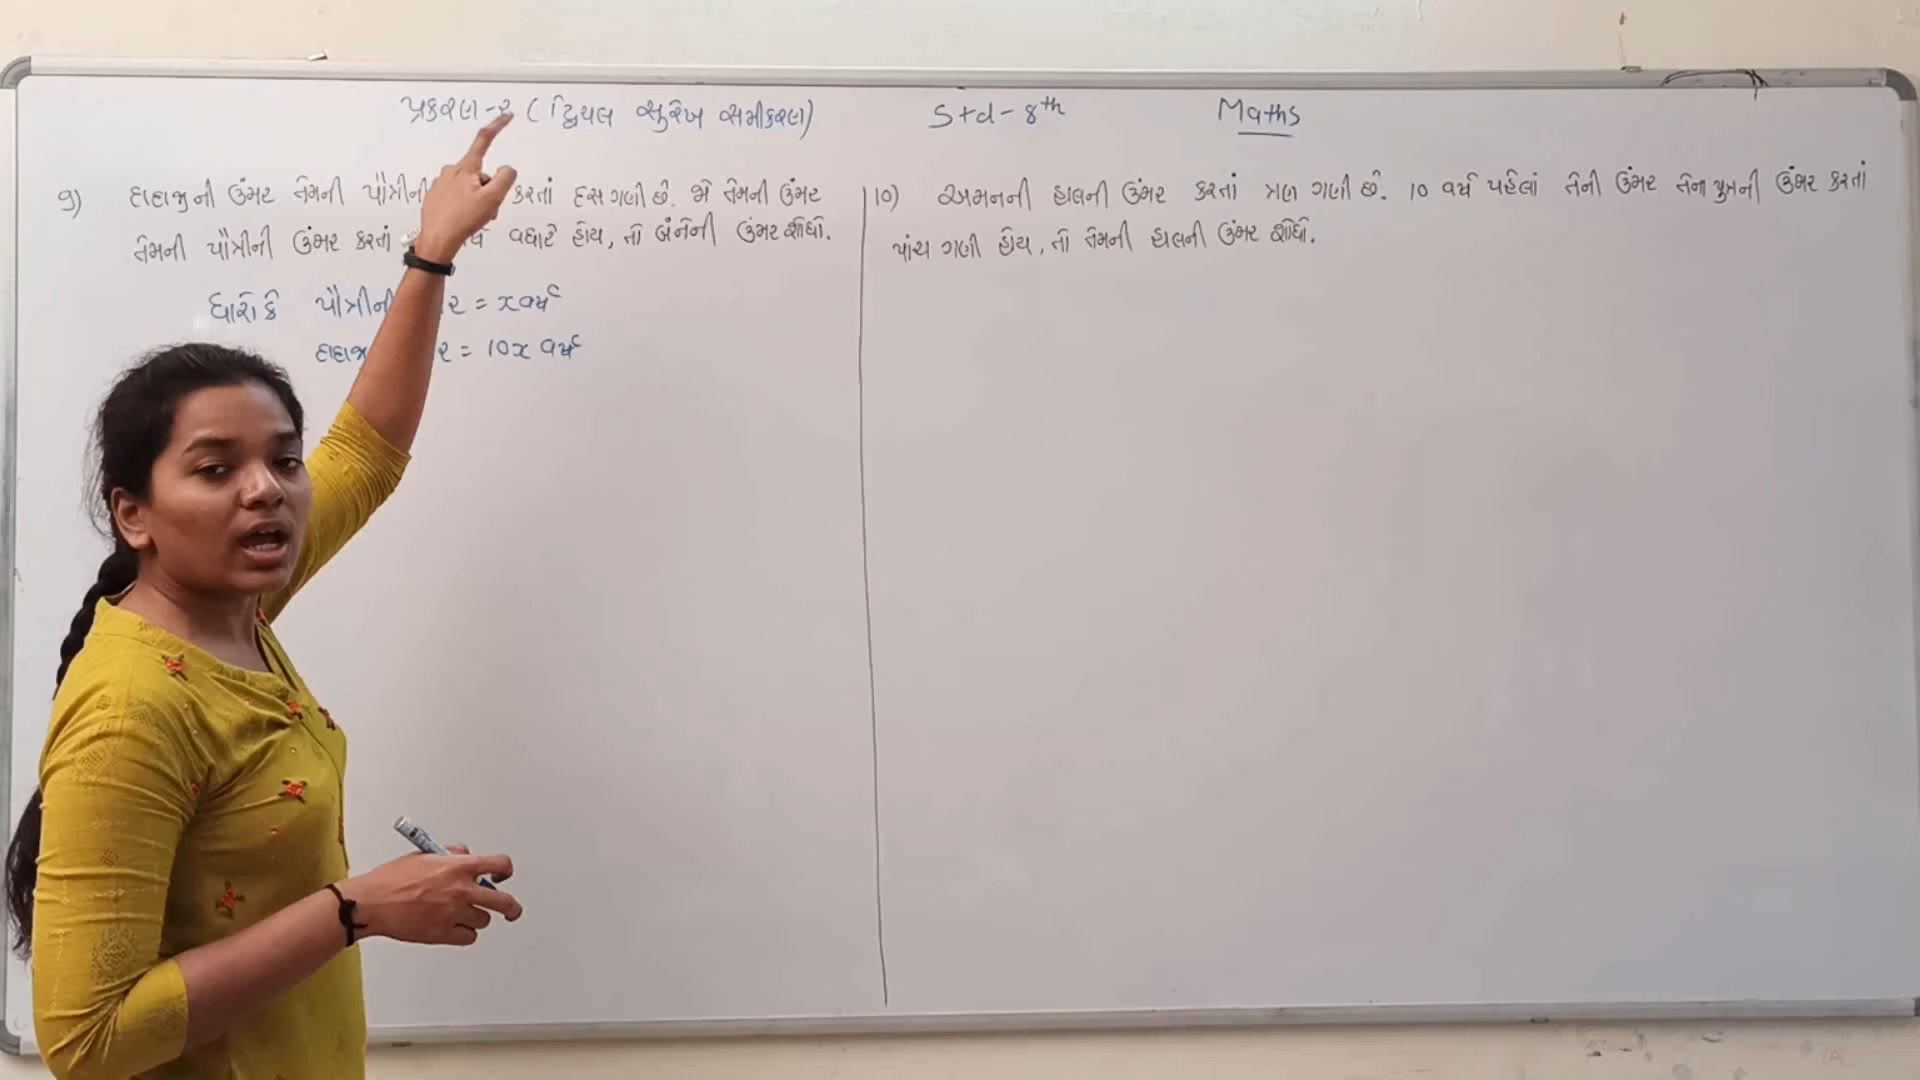 પ્રકરણ-૨ (દ્વિચલ સુરેખ સમીકરણ) Std-8th Maths
9) દાદાજીની ઉંમર તેમની પૌત્રીની કરતાં દસ ગણી છે. જો તેમની ઉંમર
તેમની પૌત્રીની ઉંમર કરતાં વધારે હોય, તો બંનેની ઉંમર શોધો.
ધારો કે પૌત્રીની = x વર્ષ
= 10x વર્ષ
10) અમનની હાલની ઉંમર કરતાં ત્રણ ગણી છે. 10 વર્ષ પહેલાં તેની ઉંમર તેના પુત્રની ઉંમર કરતાં
પાંચ ગણી હોય, તો તેમની હાલની ઉંમર શોધો.